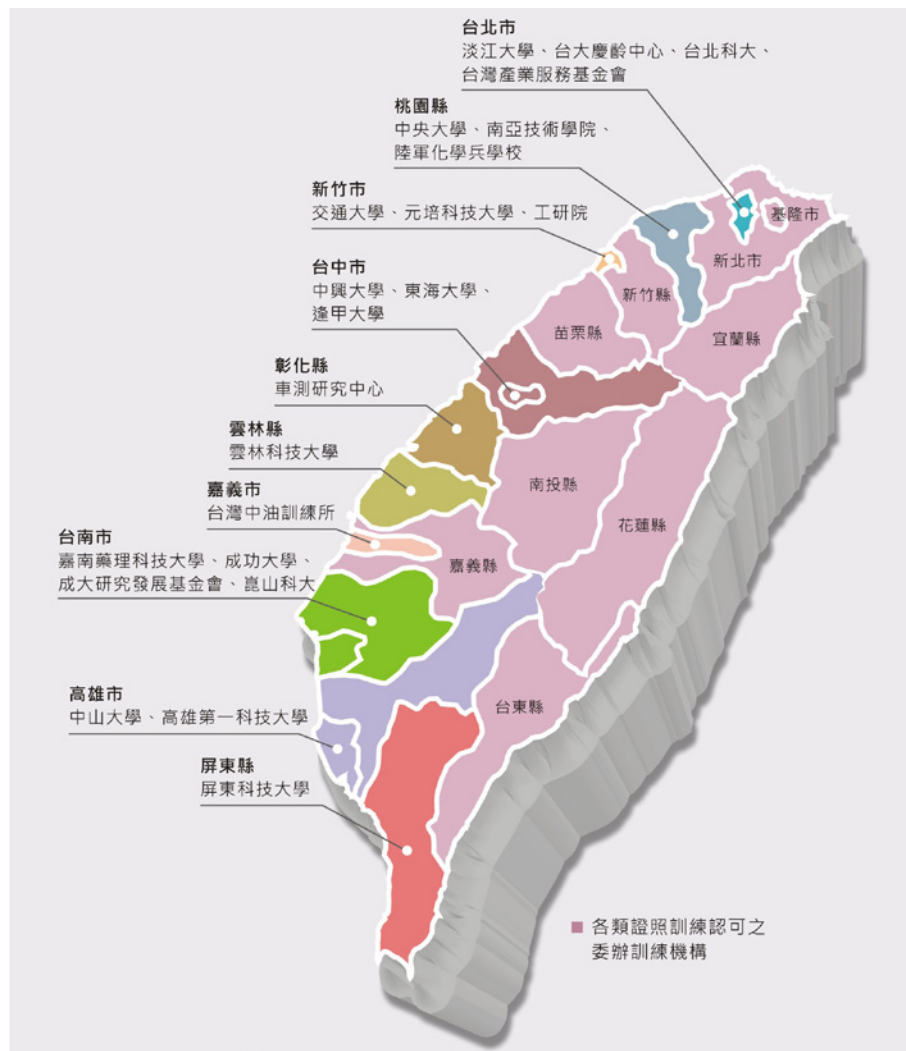 台北市
淡江大學、台大慶齡中心、台北科大、
台灣產業服務基金會
桃園縣
中央大學、南亞技術學院、
陸軍化學兵學校
新竹市
交通大學、元培科技大學、工研院
台中市
中興大學、東海大學、
逢甲大學
彰化縣
車測研究中心
雲林縣
雲林科技大學
嘉義市
台灣中油訓練所
台南市
嘉南藥理科技大學、成功大學、
成大研究發展基金會、崑山科大
高雄市
中山大學、高雄第一科技大學
屏東縣
屏東科技大學
基隆市
新北市
新竹縣
宜蘭縣
苗栗縣
南投縣
花蓮縣
嘉義縣
台東縣
各類證照訓練認可之
委辦訓練機構